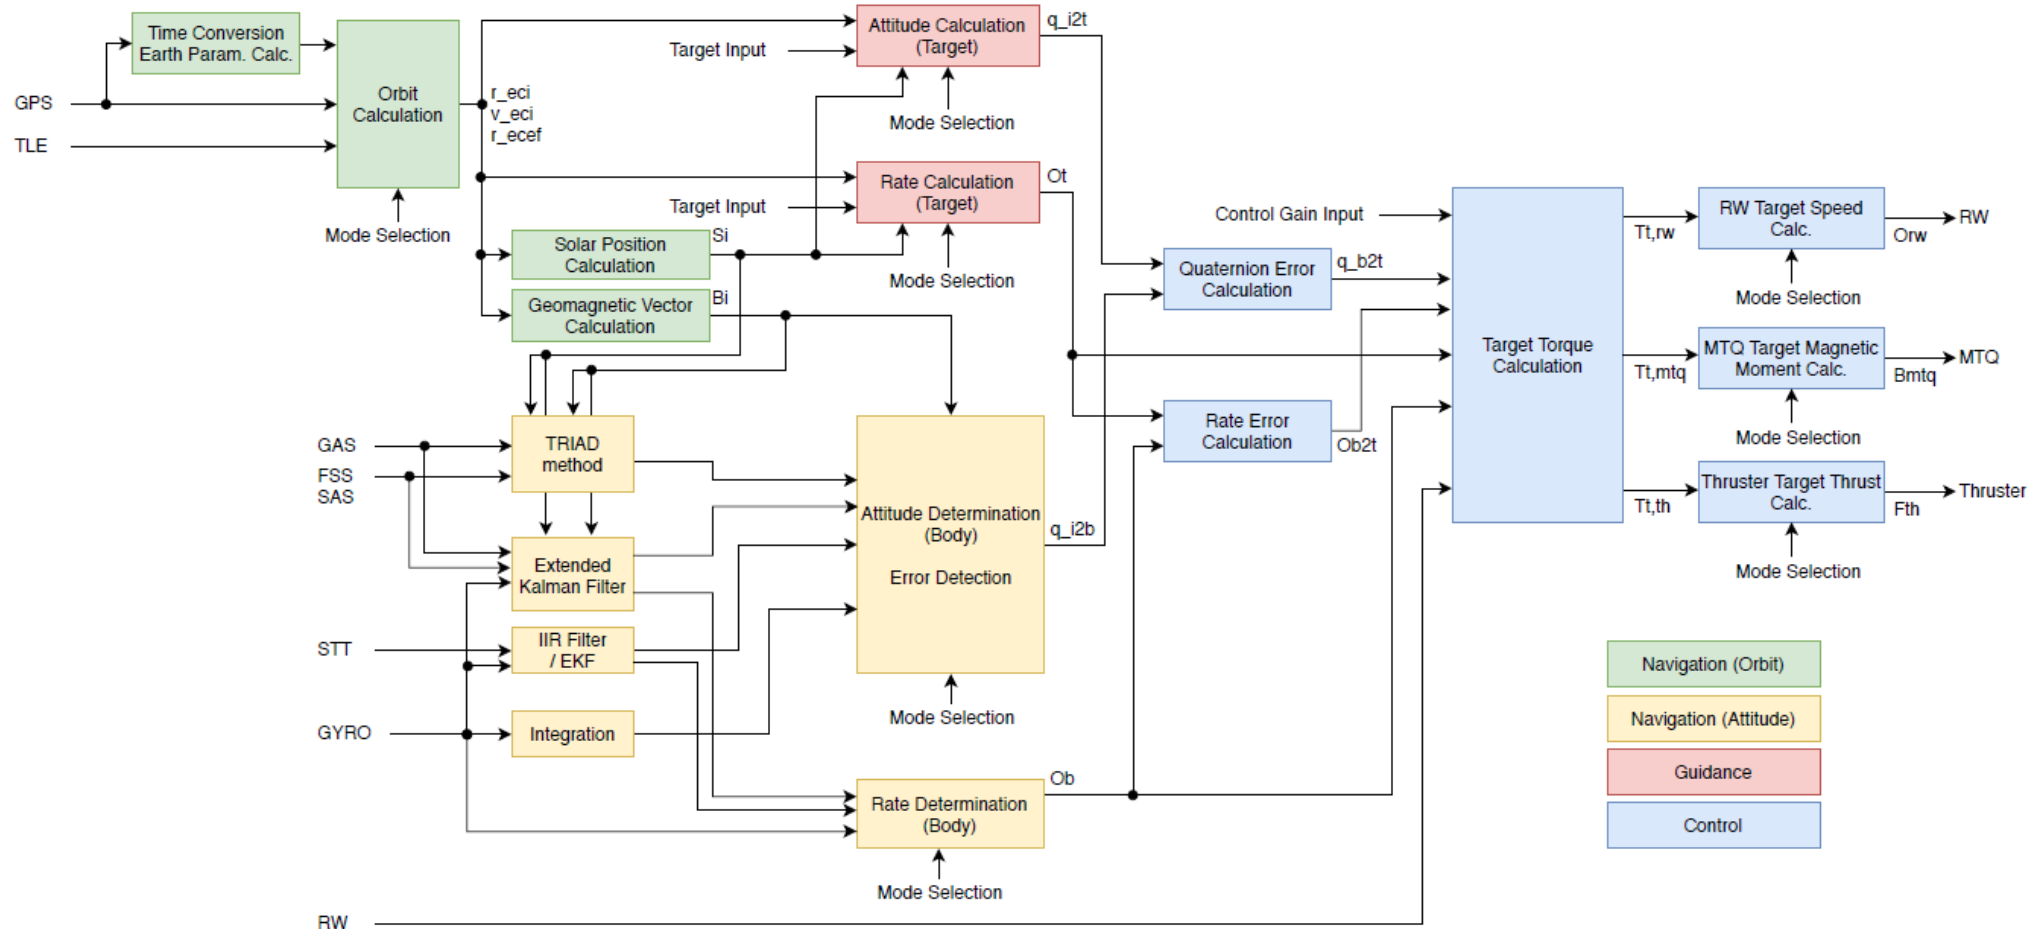 Time Conversion
Earth Param. Calc.
GPS
TLE
Orbit
Calculation
Mode Selection
r_eci
v_eci
r_ecef
Target Input
Attitude Calculation
(Target)
q_i2t
Mode Selection
Target Input
Rate Calculation
(Target)
Ot
Mode Selection
Solar Position
Calculation
Si
Geomagnetic Vector
Calculation
Bi
GAS
FSS
SAS
TRIAD
method
Extended
Kalman Filter
STT
IIR Filter
/ EKF
GYRO
Integration
Attitude Determination
(Body)
Error Detection
q_i2b
Mode Selection
Rate Determination
(Body)
Ob
Mode Selection
RW
Control Gain Input
Quaternion Error
Calculation
q_b2t
Rate Error
Calculation
Ob2t
Target Torque
Calculation
Tt,rw
RW Target Speed
Calc.
Orw
RW
Mode Selection
Tt,mtq
MTQ Target Magnetic
Moment Calc.
Bmtq
MTQ
Mode Selection
Tt,th
Thruster Target Thrust
Calc.
Fth
Thruster
Mode Selection
Navigation (Orbit)
Navigation (Attitude)
Guidance
Control